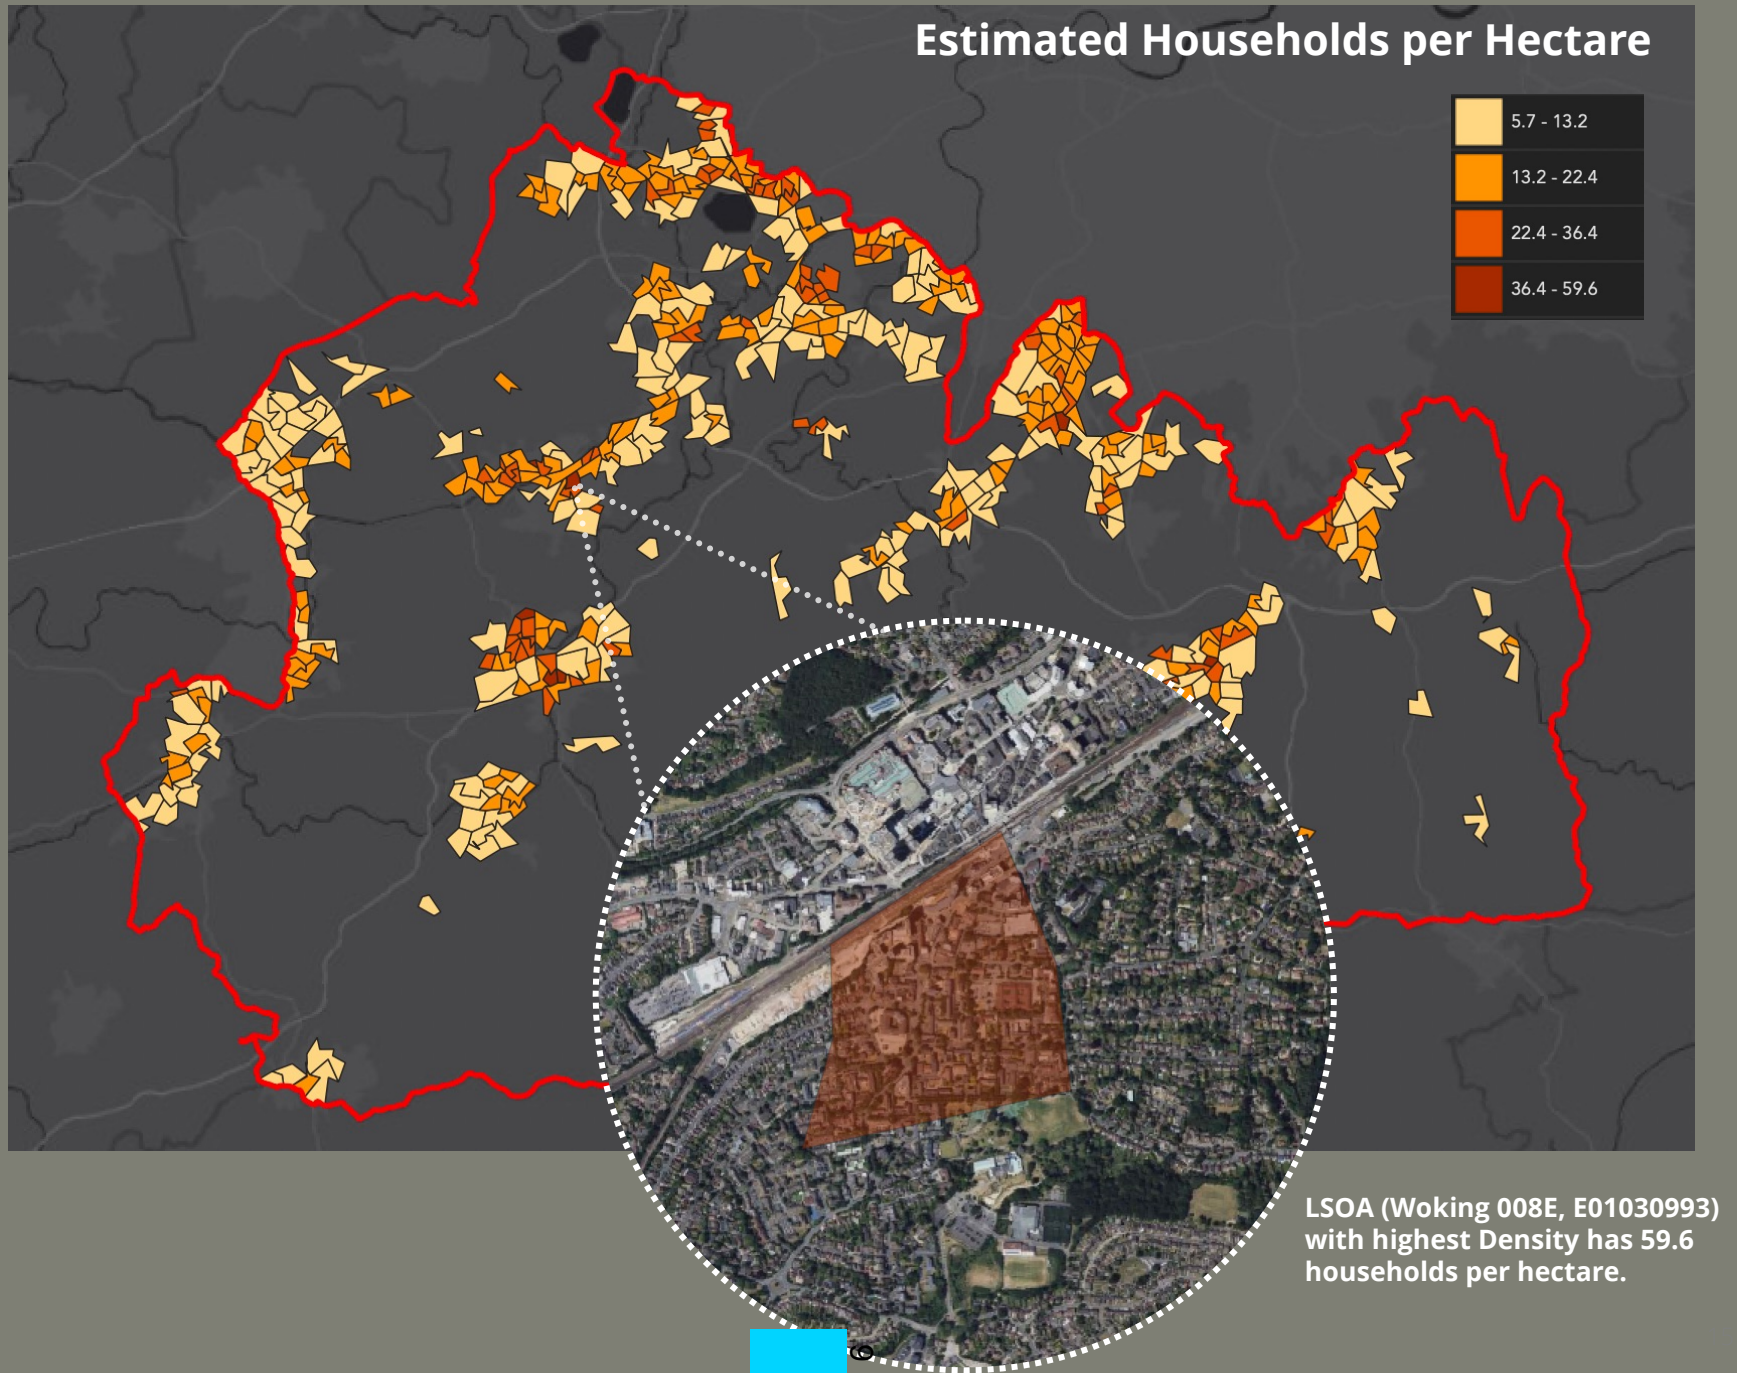 Estimated Households per Hectare
5.7 - 13.2
13.2 - 22.4
22.4 - 36.4
36.4 - 59.6
LSOA (Woking 008E, E01030993)
with highest Density has 59.6
households per hectare.